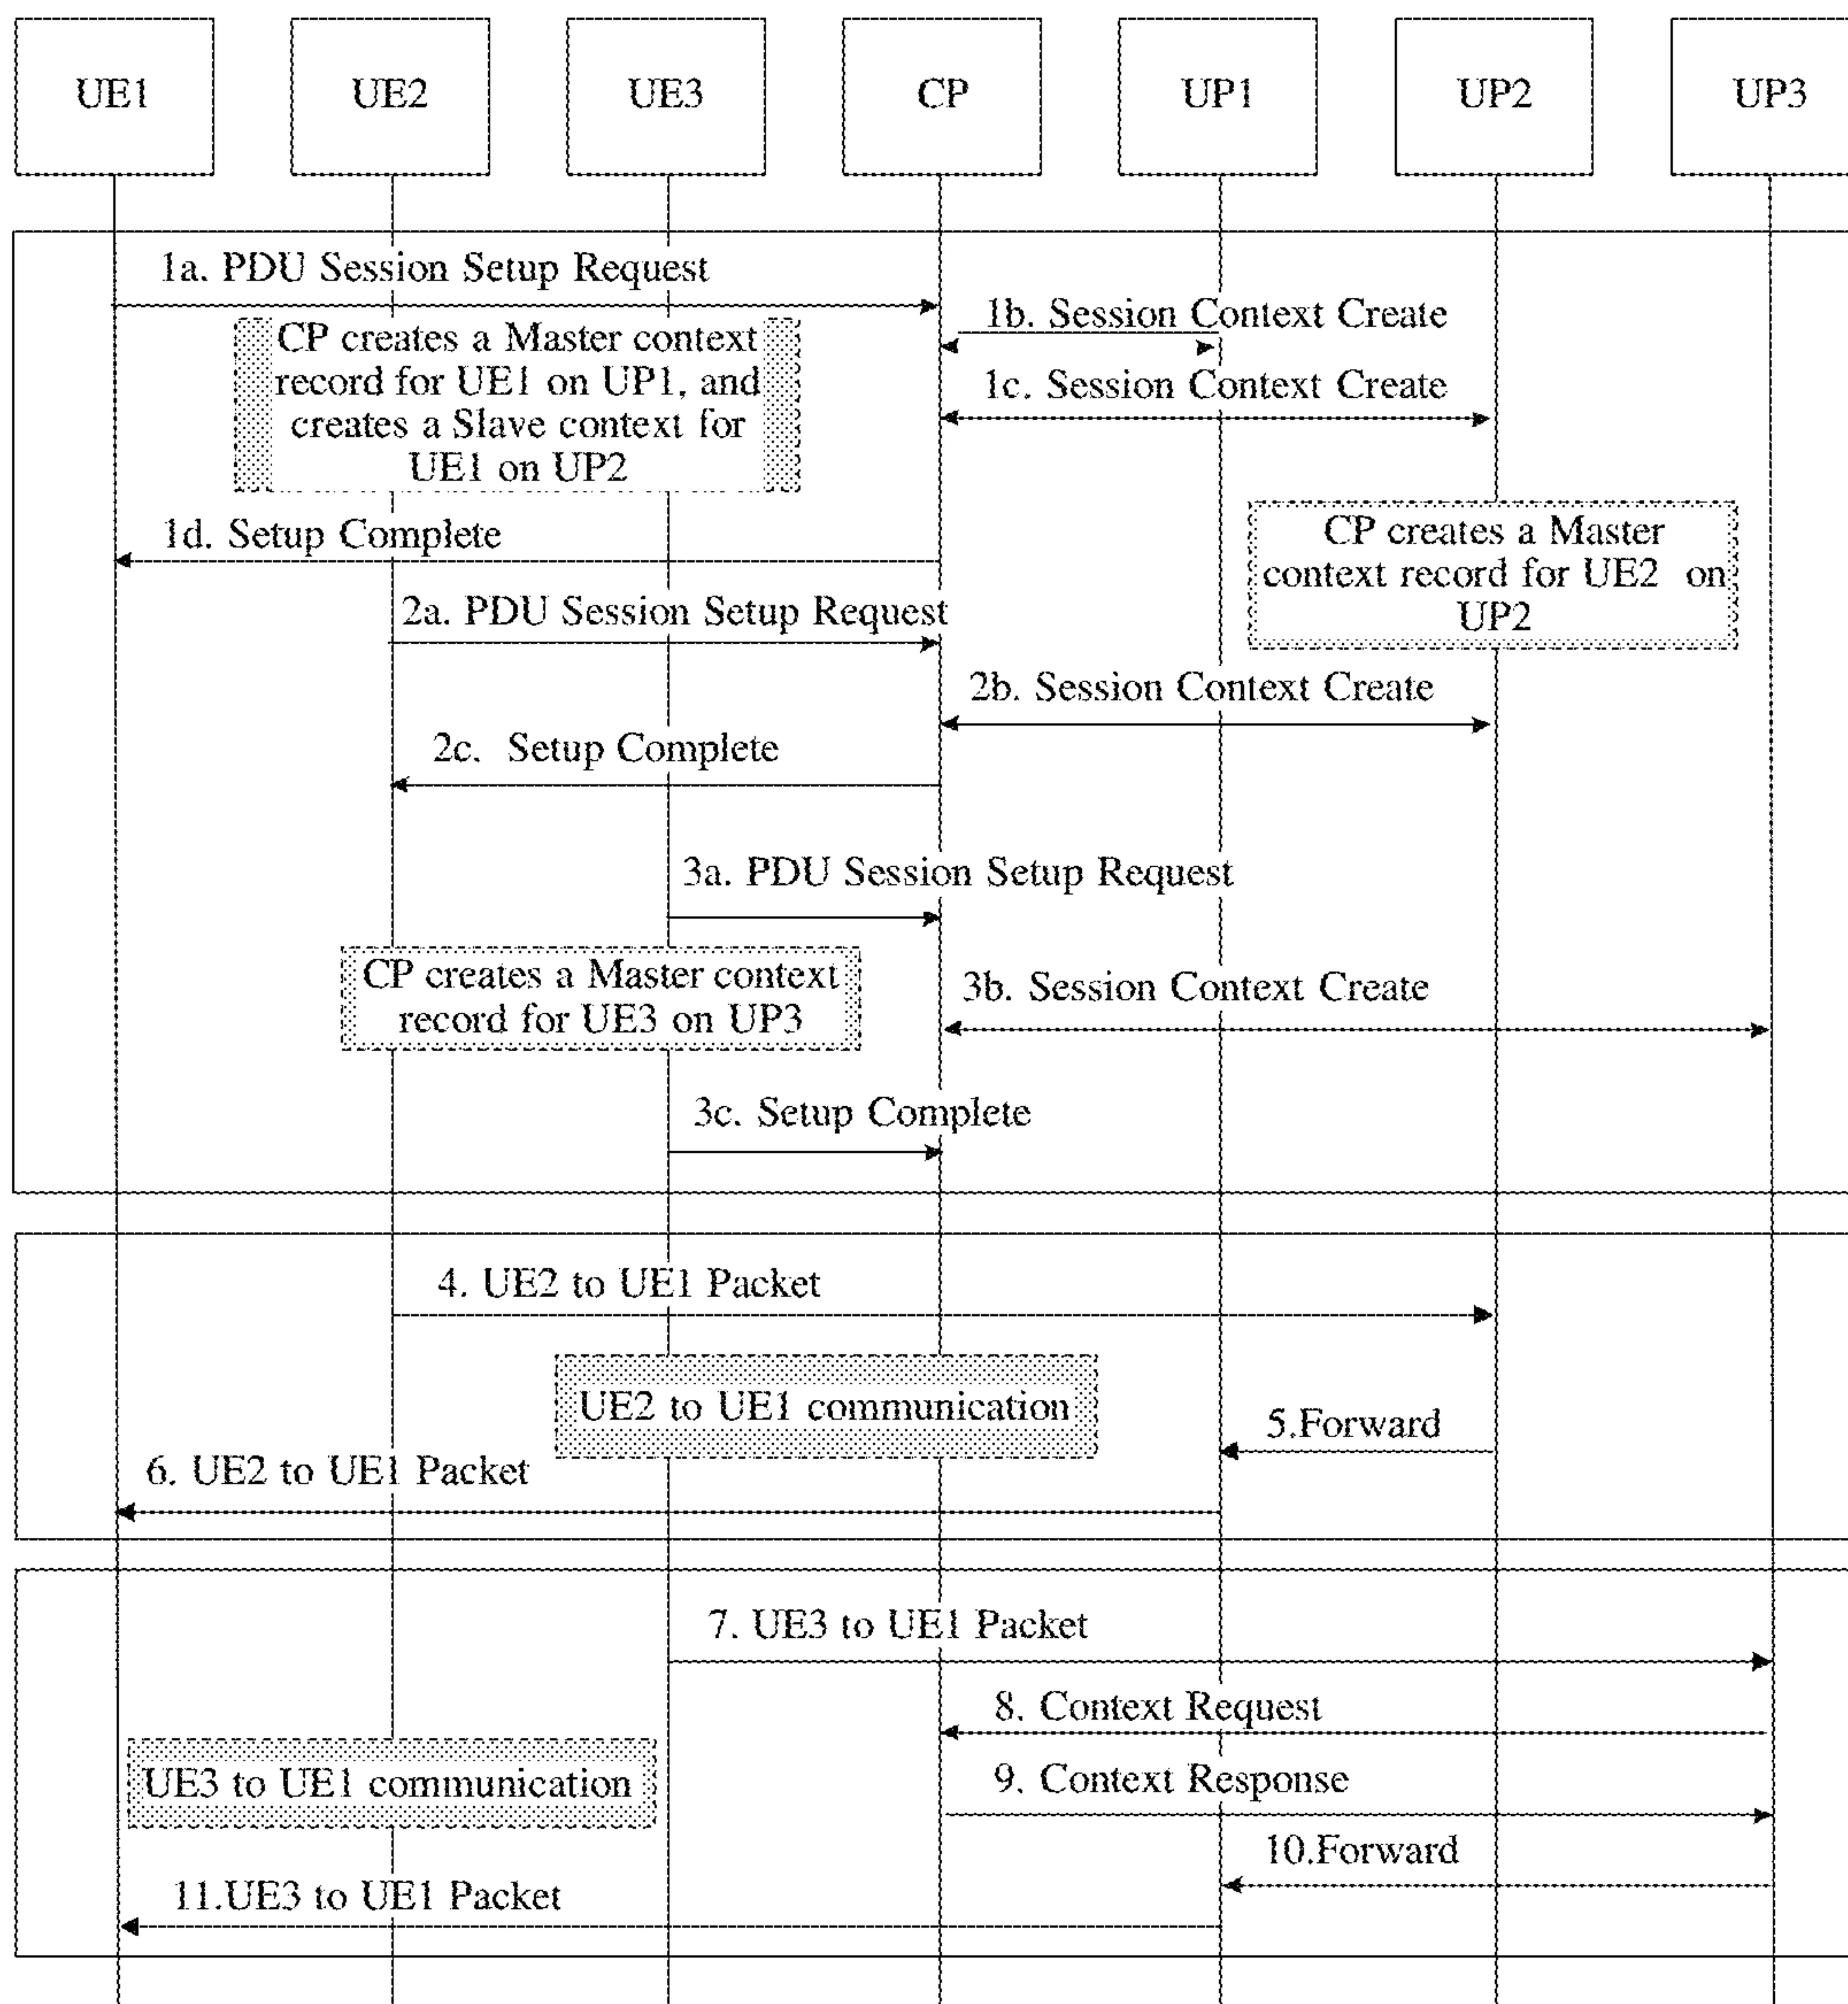 UE1
UE2
UE3
CP
UP1
UP2
UP3
1a. PDU Session Setup Request
1b. Session Context Create
CP creates a Master context
record for UE1 on UP1, and
creates a Slave context for
UE1 on UP2
1c. Session Context Create
1d. Setup Complete
CP creates a Master
context record for UE2 on
UP2
2a. PDU Session Setup Request
2b. Session Context Create
2c. Setup Complete
3a. PDU Session Setup Request
CP creates a Master context
record for UE3 on UP3
3b. Session Context Create
3c. Setup Complete
4. UE2 to UE1 Packet
UE2 to UE1 communication
5.Forward
6. UE2 to UE1 Packet
7. UE3 to UE1 Packet
8. Context Request
UE3 to UE1 communication
9. Context Response
10.Forward
11.UE3 to UE1 Packet